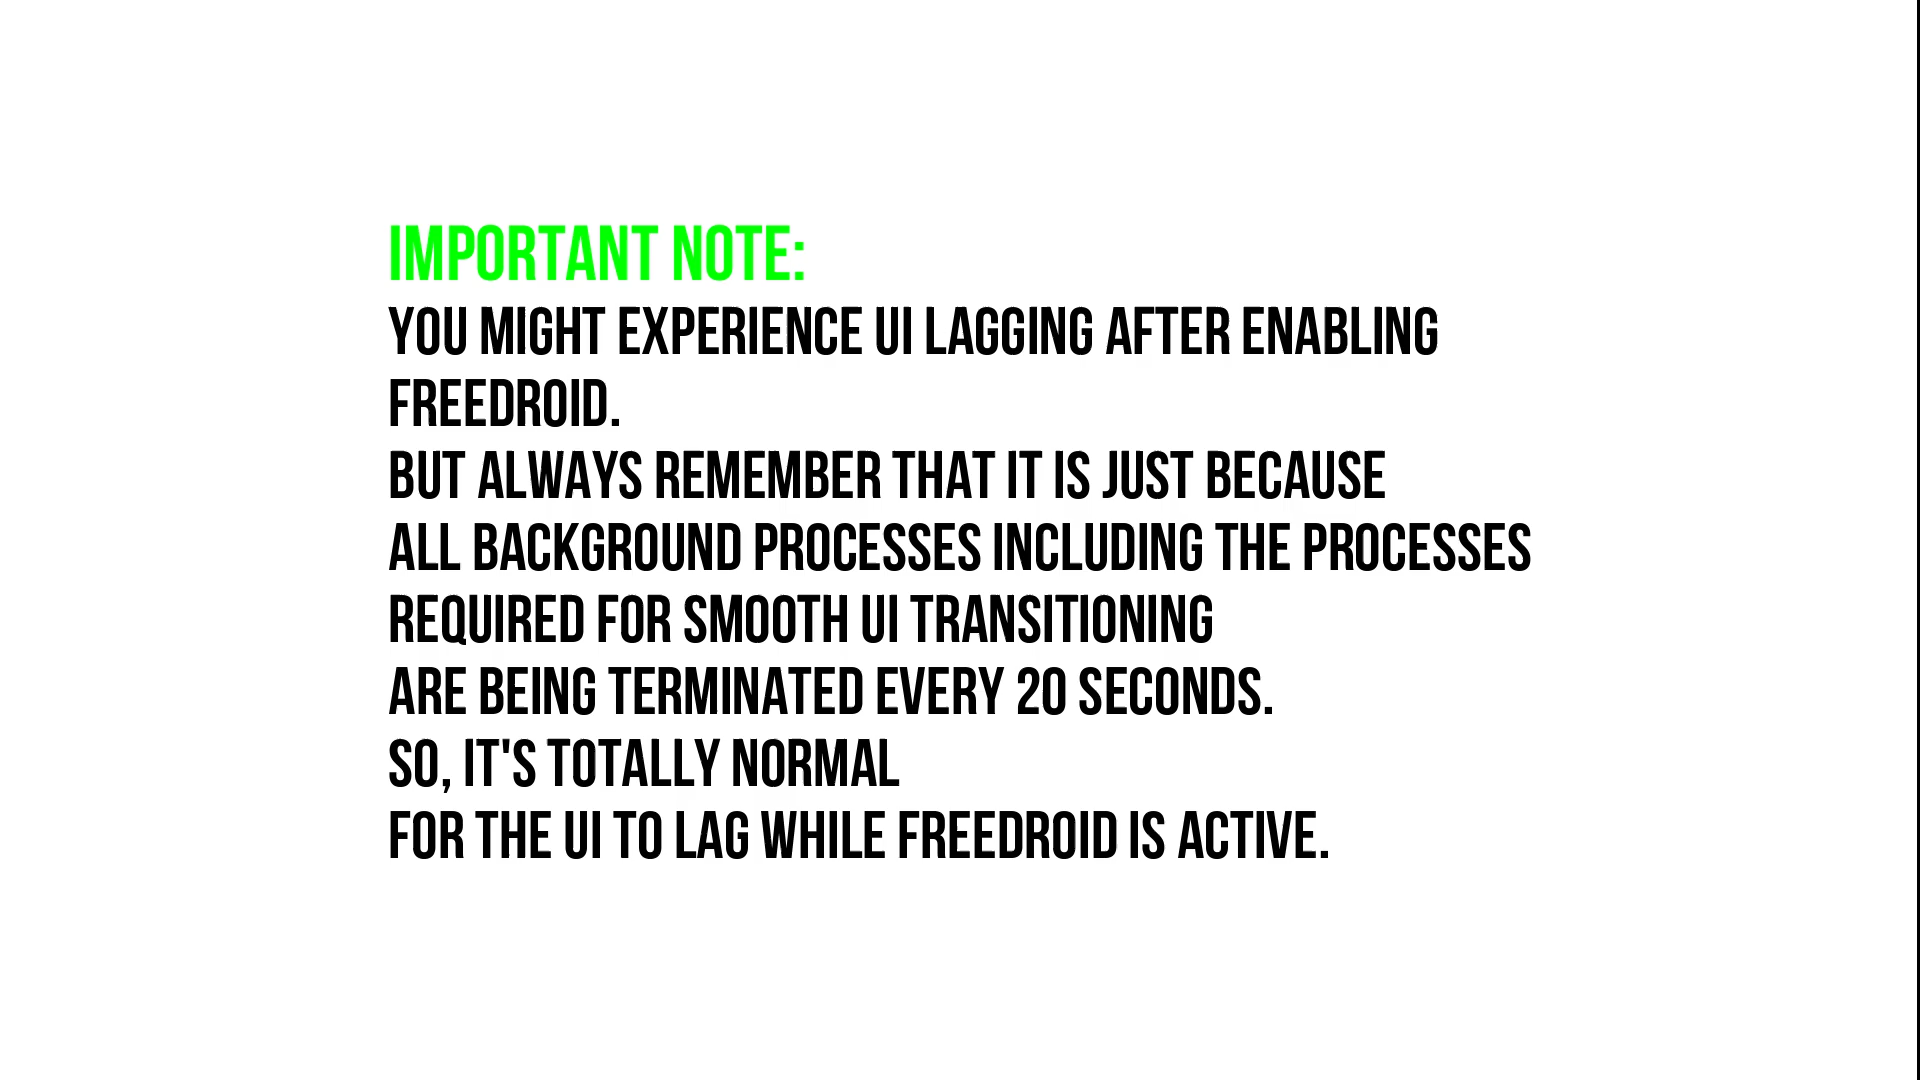 IMPORTANT NOTE:
YOU MIGHT EXPERIENCE UI LAGGING AFTER ENABLING
FREEDROID.
BUT ALWAYS REMEMBER THAT IT IS JUST BECAUSE
ALL BACKGROUND PROCESSES INCLUDING THE PROCESSES
REQUIRED FOR SMOOTH UI TRANSITIONING
ARE BEING TERMINATED EVERY 20 SECONDS.
SO, IT'S TOTALLY NORMAL
FOR THE UI TO LAG WHILE FREEDROID IS ACTIVE.